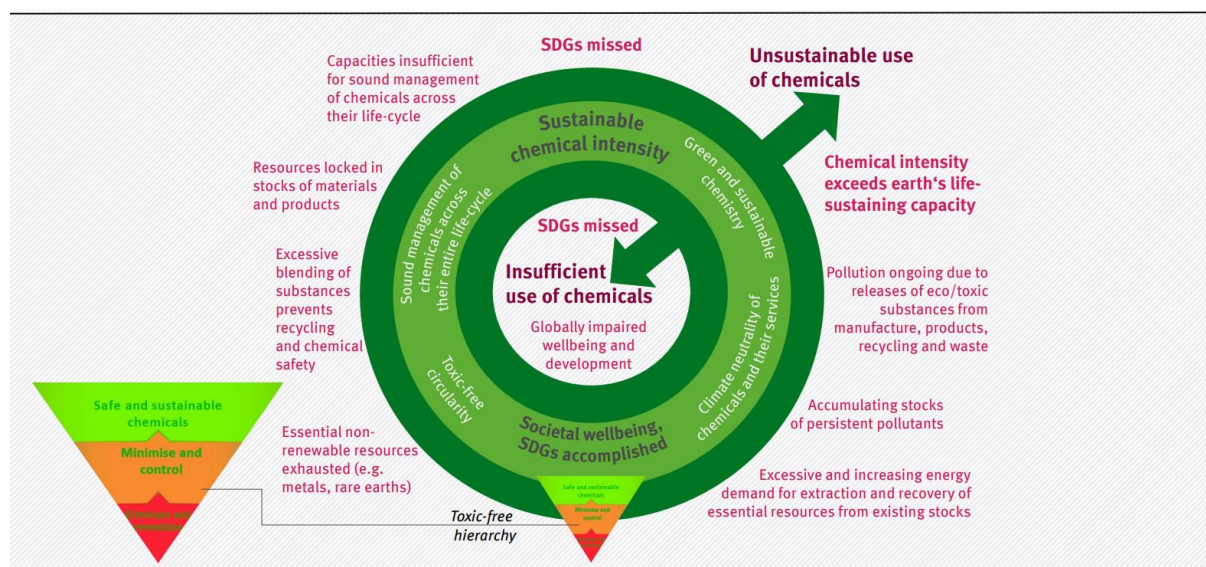 SDGs missed
Unsustainable use
of chemicals
Capacities insufficient
for sound management
of chemicals across
their life-cycle
Sustainable
chemical intensity
Green and sustainable
chemistry
Chemical intensity
exceeds earth‘s life-
sustaining capacity
Resources locked in
stocks of materials
and products
Sound management of
chemicals across
their entire life-cycle
SDGs missed
Insufficient
use of chemicals
Globally impaired
wellbeing and
development
Excessive
blending of
substances
prevents
recycling
and chemical
safety
Pollution ongoing due to
releases of eco/toxic
substances from
manufacture, products,
recycling and waste
Climate neutrality of
chemicals and their services
Toxic-free
circularity
Societal wellbeing,
SDGs accomplished
Accumulating stocks
of persistent pollutants
Safe and sustainable
chemicals
Minimise and
control
Essential non-
renewable resources
exhausted (e.g.
metals, rare earths)
Excessive and increasing energy
demand for extraction and recovery of
essential resources from existing stocks
Toxic-free
hierarchy
Safe and sustainable
chemicals
Minimise and
control